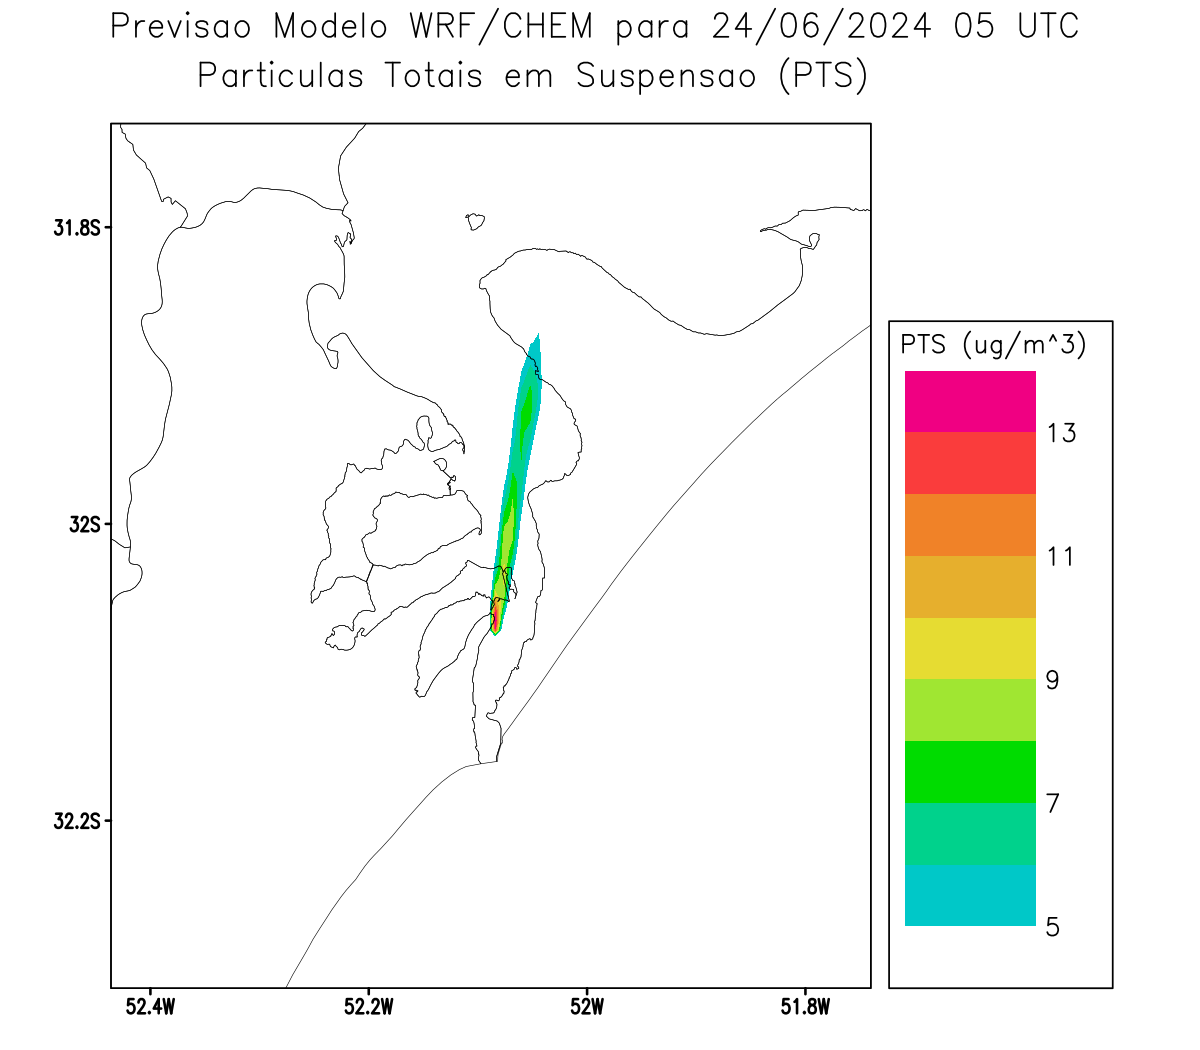 Previsao Modelo WRF/CHEM para 24/06/2024 05 UTC
Particulas Totais em Suspensao (PTS)
31.8S
32S
32.2S
52.4W
52.2W
52W
51.8W
PTS (ug/m^3)
13
11
9
7
5